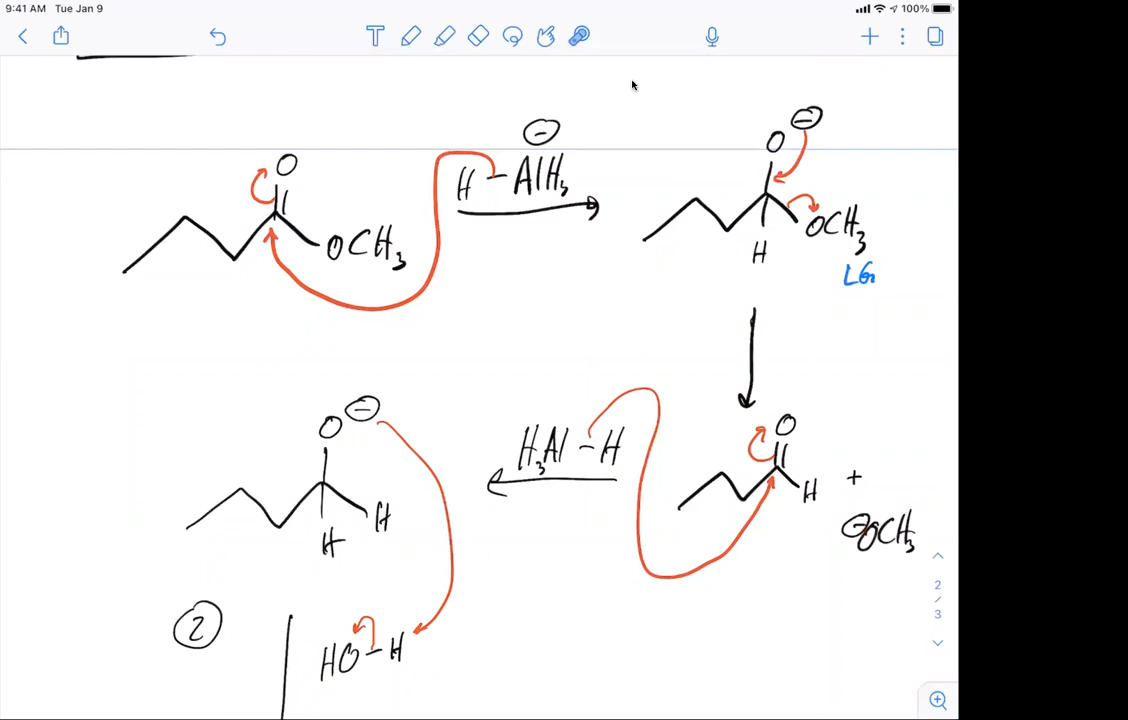 9:41 AM Tue Jan 9
100%
O
H-AlH₃
⊖
OCH₃
O ⊖
OCH₃
H
LG
O
H
+
⊖OCH₃
H₃Al-H
O ⊖
H
H
2
HO-H
2
/
3